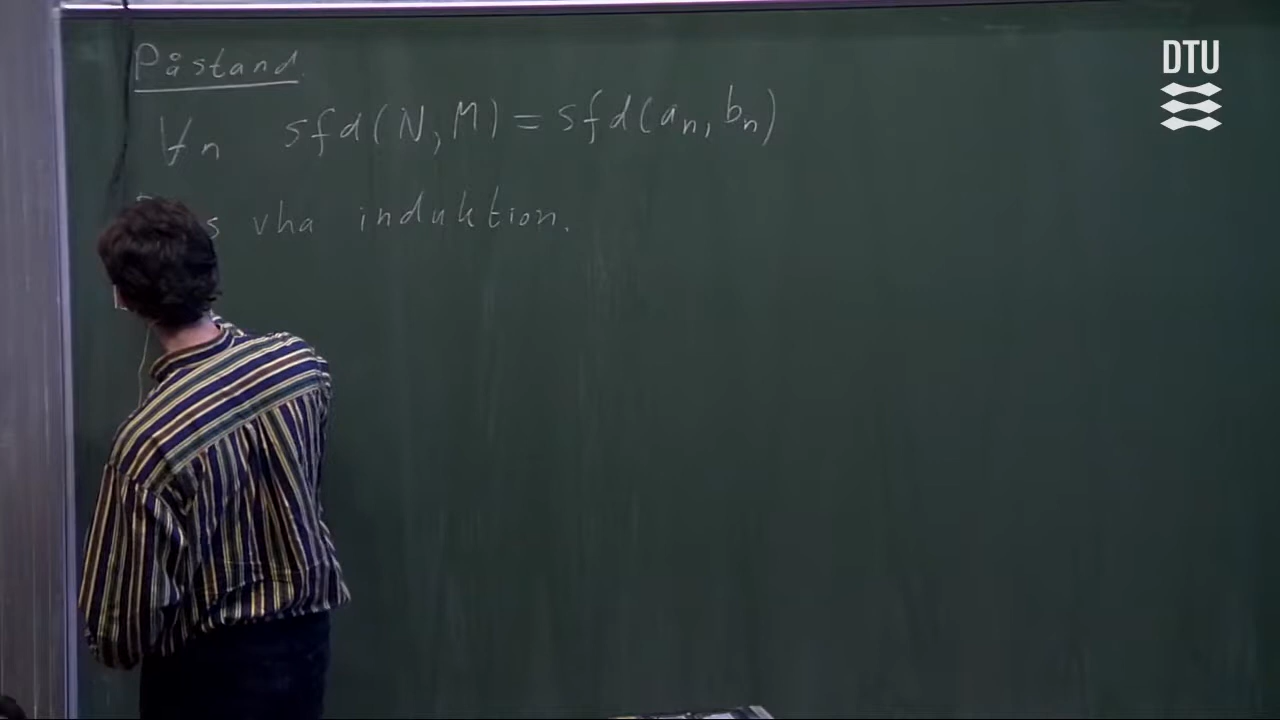 Påstand
∀n sfd(N, M) = sfd(aₙ, bₙ)
vha induktion.
DTU